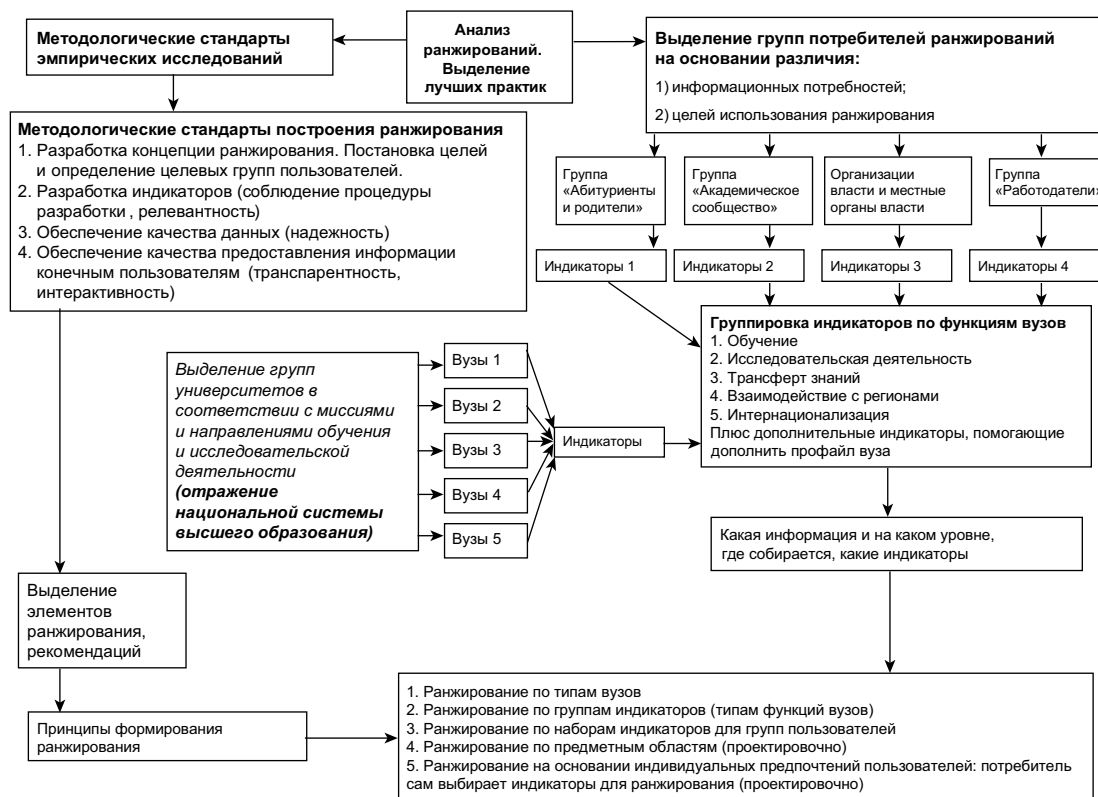 Методологические стандарты
эмпирических исследований
Анализ
ранжирований.
Выделение
лучших практик
Выделение групп потребителей ранжирований
на основании различия:
1) информационных потребностей;
2) целей использования ранжирования
Методологические стандарты построения ранжирования
1. Разработка концепции ранжирования. Постановка целей
и определение целевых групп пользователей.
2. Разработка индикаторов (соблюдение процедуры
разработки , релевантность)
3. Обеспечение качества данных (надежность)
4. Обеспечение качества предоставления информации
конечным пользователям (транспарентность,
интерактивность)
Группа
«Абитуриенты
и родители»
Группа
«Академическое
сообщество»
Организации
власти и местные
органы власти
Группа
«Работодатели»
Индикаторы 1
Индикаторы 2
Индикаторы 3
Индикаторы 4
Группировка индикаторов по функциям вузов
1. Обучение
2. Исследовательская деятельность
3. Трансферт знаний
4. Взаимодействие с регионами
5. Интернационализация
Плюс дополнительные индикаторы, помогающие
дополнить профайл вуза
Выделение групп
университетов в
соответствии с миссиями
и направлениями обучения
и исследовательской
деятельности
(отражение
национальной системы
высшего образования)
Вузы 1
Вузы 2
Вузы 3
Вузы 4
Вузы 5
Индикаторы
Какая информация и на каком уровне,
где собирается, какие индикаторы
Выделение
элементов
ранжирования,
рекомендаций
Принципы формирования
ранжирования
1. Ранжирование по типам вузов
2. Ранжирование по группам индикаторов (типам функций вузов)
3. Ранжирование по наборам индикаторов для групп пользователей
4. Ранжирование по предметным областям (проектировочно)
5. Ранжирование на основании индивидуальных предпочтений пользователей: потребитель
сам выбирает индикаторы для ранжирования (проектировочно)